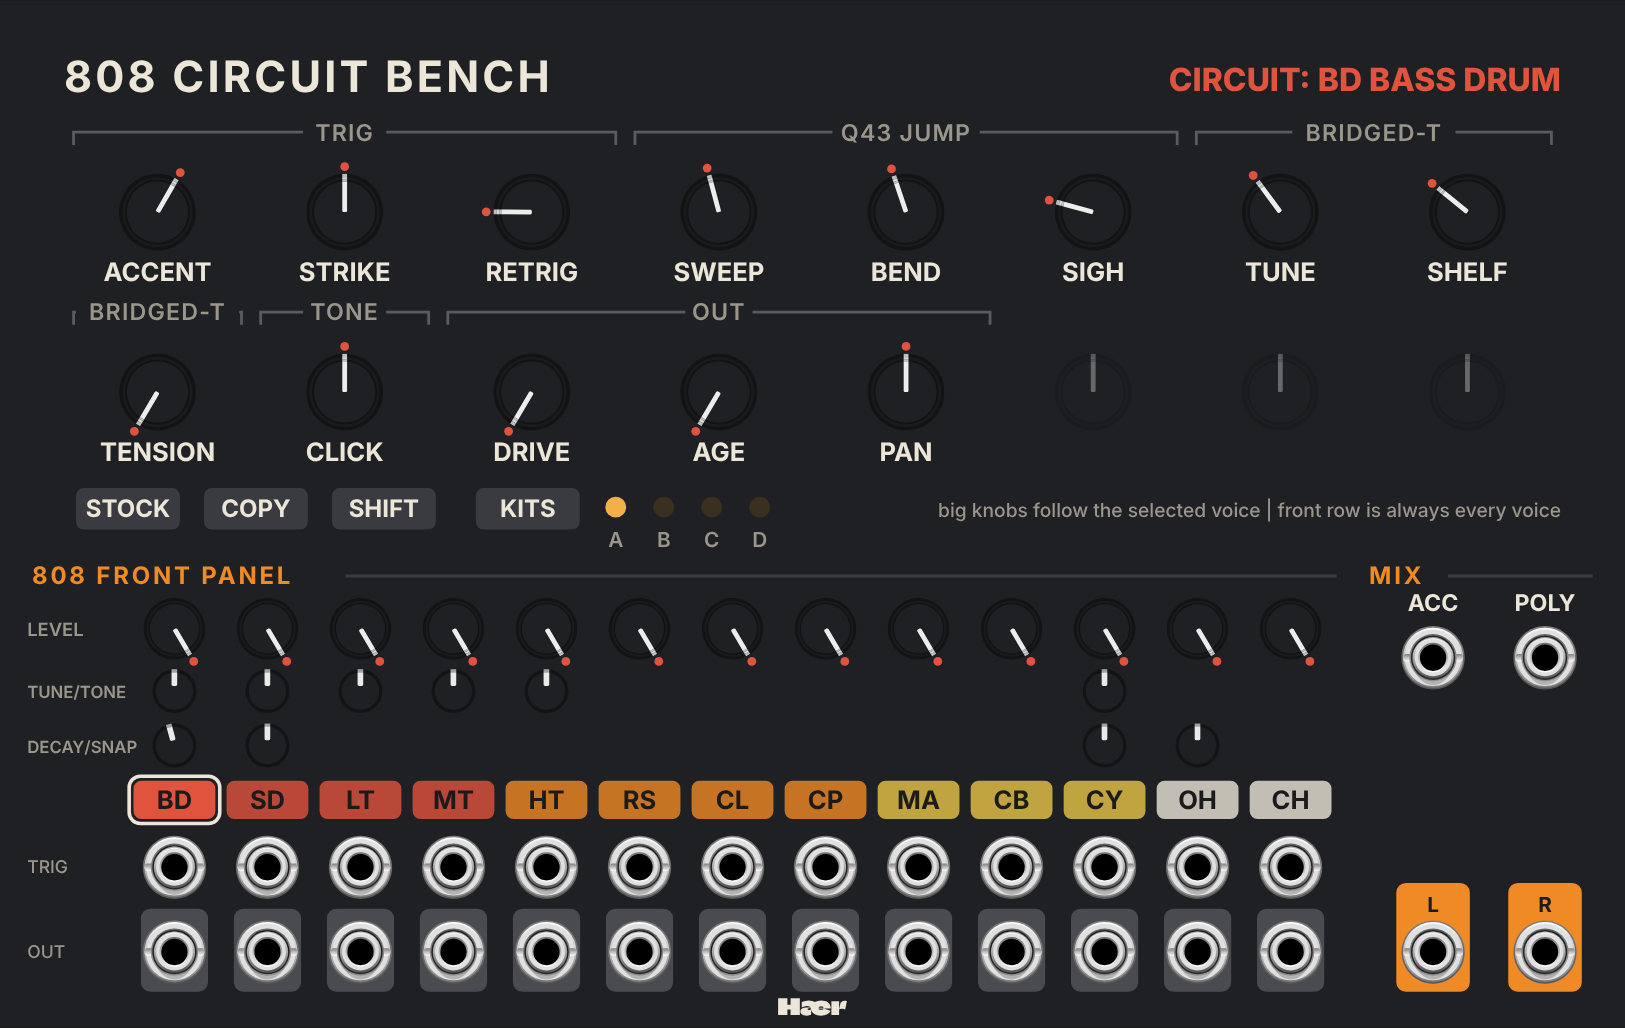 808 CIRCUIT BENCH
CIRCUIT: BD BASS DRUM
TRIG Q43 JUMP BRIDGED-T
ACCENT STRIKE RETRIG SWEEP BEND SIGH TUNE SHELF
BRIDGED-T TONE OUT
TENSION CLICK DRIVE AGE PAN
STOCK COPY SHIFT KITS
A B C D
big knobs follow the selected voice | front row is always every voice
808 FRONT PANEL
MIX
ACC POLY
LEVEL
TUNE/TONE
DECAY/SNAP
BD SD LT MT HT RS CL CP MA CB CY OH CH
TRIG
L R
OUT
Hær